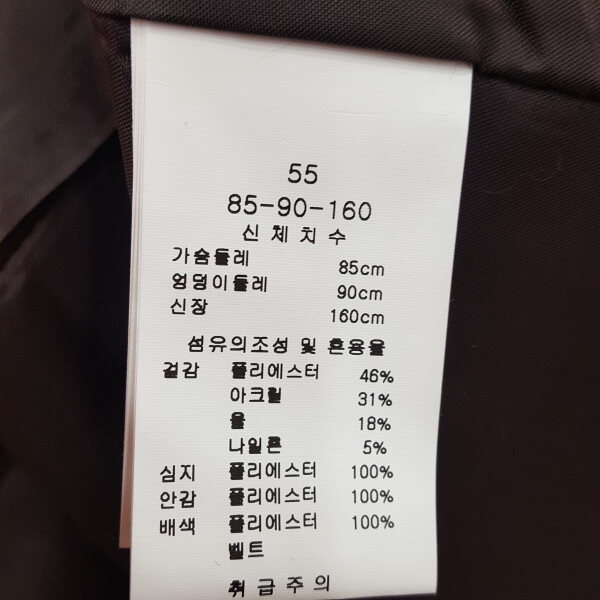 55
85-90-160
신체치수
가슴둘레 85cm
엉덩이둘레 90cm
신장 160cm
섬유의조성 및 혼용율
겉감 폴리에스터 46%
아크릴 31%
울 18%
나일론 5%
심지 폴리에스터 100%
안감 폴리에스터 100%
배색 폴리에스터 100%
벨트
취급주의